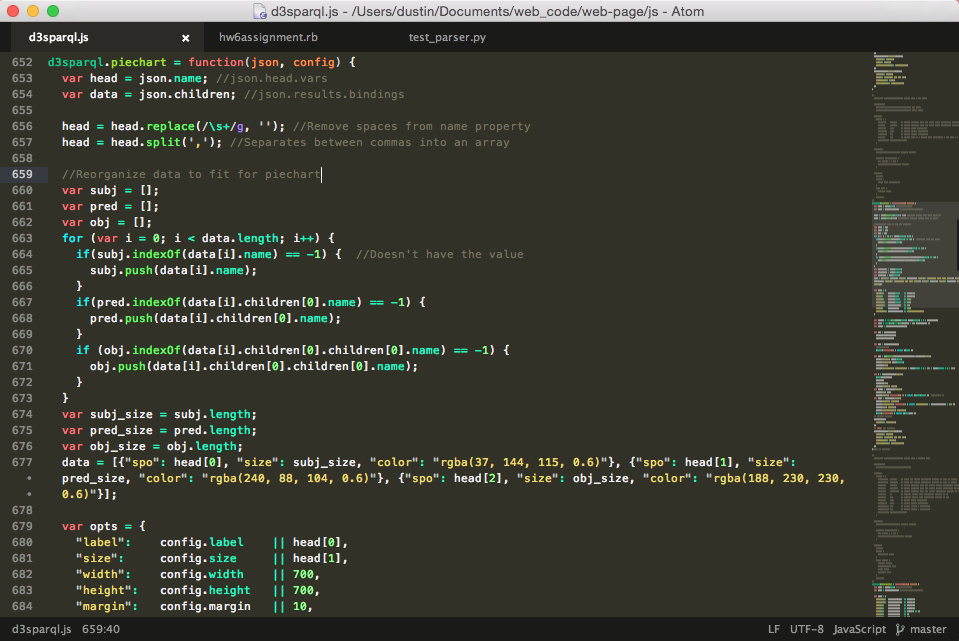 d3sparql.js - /Users/dustin/Documents/web_code/web-page/js - Atom
d3sparql.js × hw6assignment.rb test_parser.py
652 d3sparql.piechart = function(json, config) {
653 var head = json.name; //json.head.vars
654 var data = json.children; //json.results.bindings
655
656 head = head.replace(/\s+/g, ''); //Remove spaces from name property
657 head = head.split(','); //Separates between commas into an array
658
659 //Reorganize data to fit for piechart
660 var subj = [];
661 var pred = [];
662 var obj = [];
663 for (var i = 0; i < data.length; i++) {
664 if(subj.indexOf(data[i].name) == -1) { //Doesn't have the value
665 subj.push(data[i].name);
666 }
667 if(pred.indexOf(data[i].children[0].name) == -1) {
668 pred.push(data[i].children[0].name);
669 }
670 if (obj.indexOf(data[i].children[0].children[0].name) == -1) {
671 obj.push(data[i].children[0].children[0].name);
672 }
673 }
674 var subj_size = subj.length;
675 var pred_size = pred.length;
676 var obj_size = obj.length;
677 data = [{"spo": head[0], "size": subj_size, "color": "rgba(37, 144, 115, 0.6)"}, {"spo": head[1], "size":
• pred_size, "color": "rgba(240, 88, 104, 0.6)"}, {"spo": head[2], "size": obj_size, "color": "rgba(188, 230, 230,
• 0.6)"}];
678
679 var opts = {
680 "label": config.label || head[0],
681 "size": config.size || head[1],
682 "width": config.width || 700,
683 "height": config.height || 700,
684 "margin": config.margin || 10,
d3sparql.js 659:40 LF UTF-8 JavaScript master